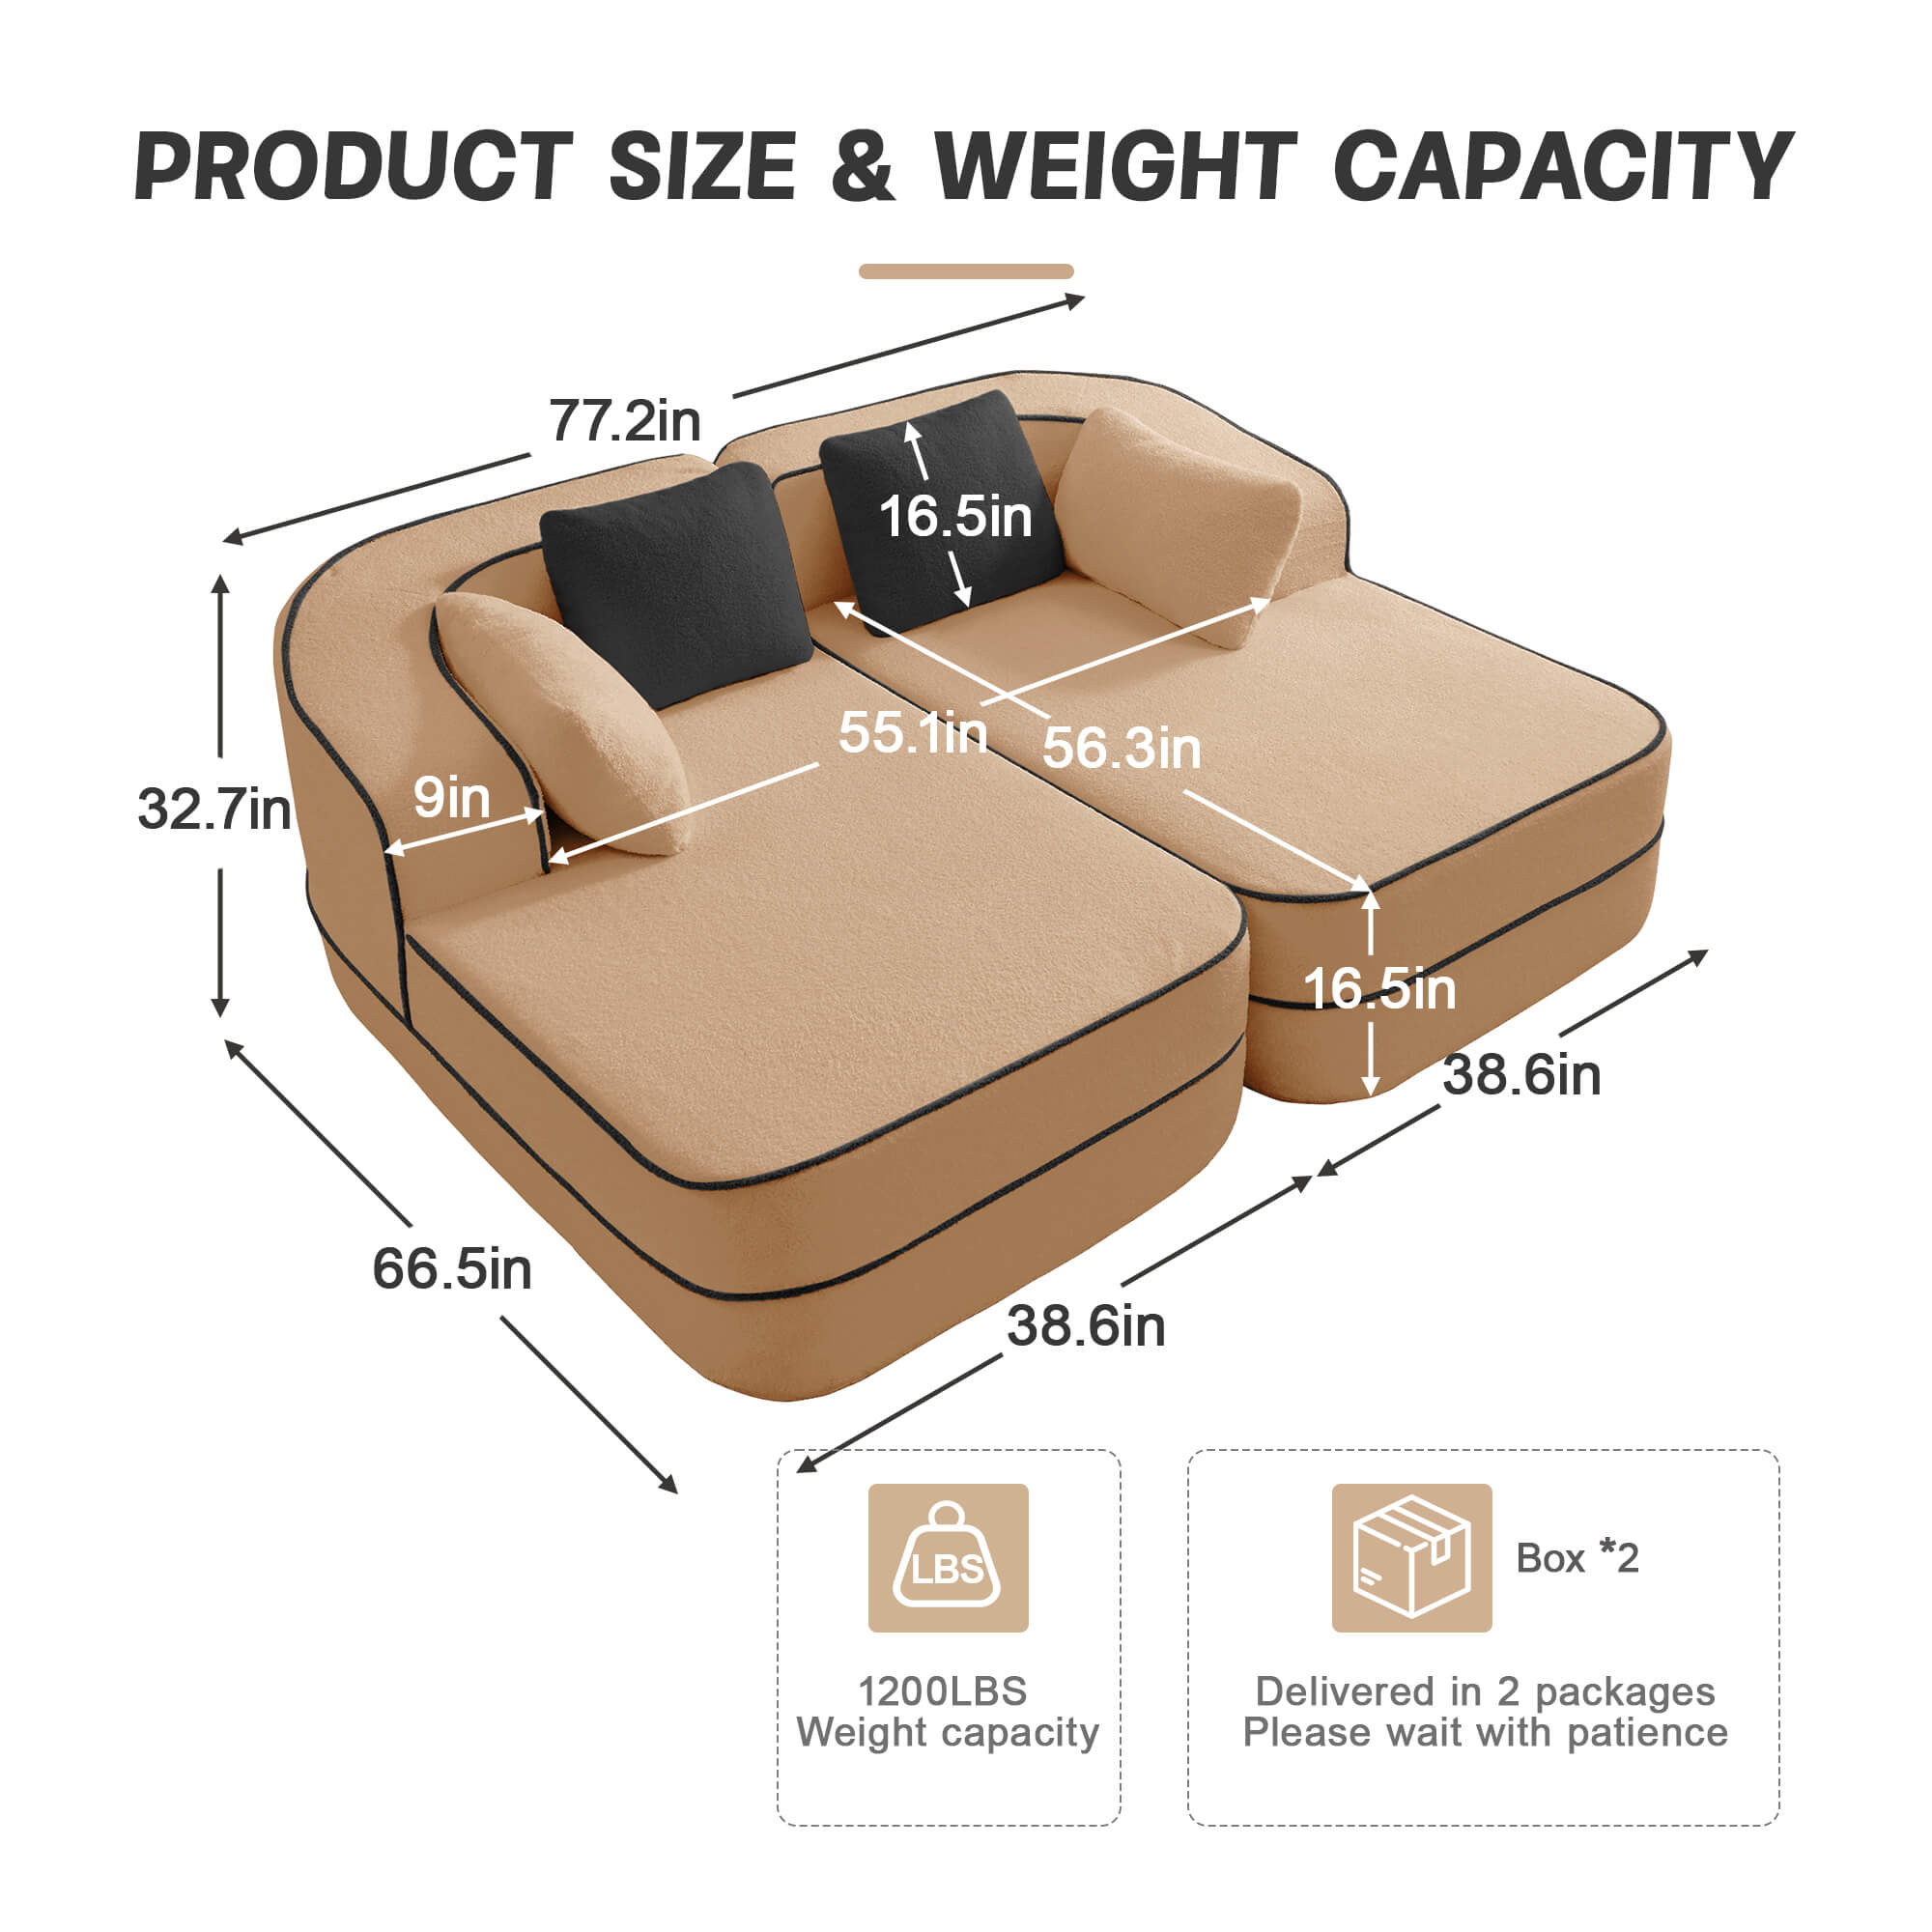 PRODUCT SIZE & WEIGHT CAPACITY
77.2in
16.5in
55.1in
56.3in
9in
32.7in
16.5in
38.6in
66.5in
38.6in
LBS
1200LBS
Weight capacity
Box *2
Delivered in 2 packages
Please wait with patience